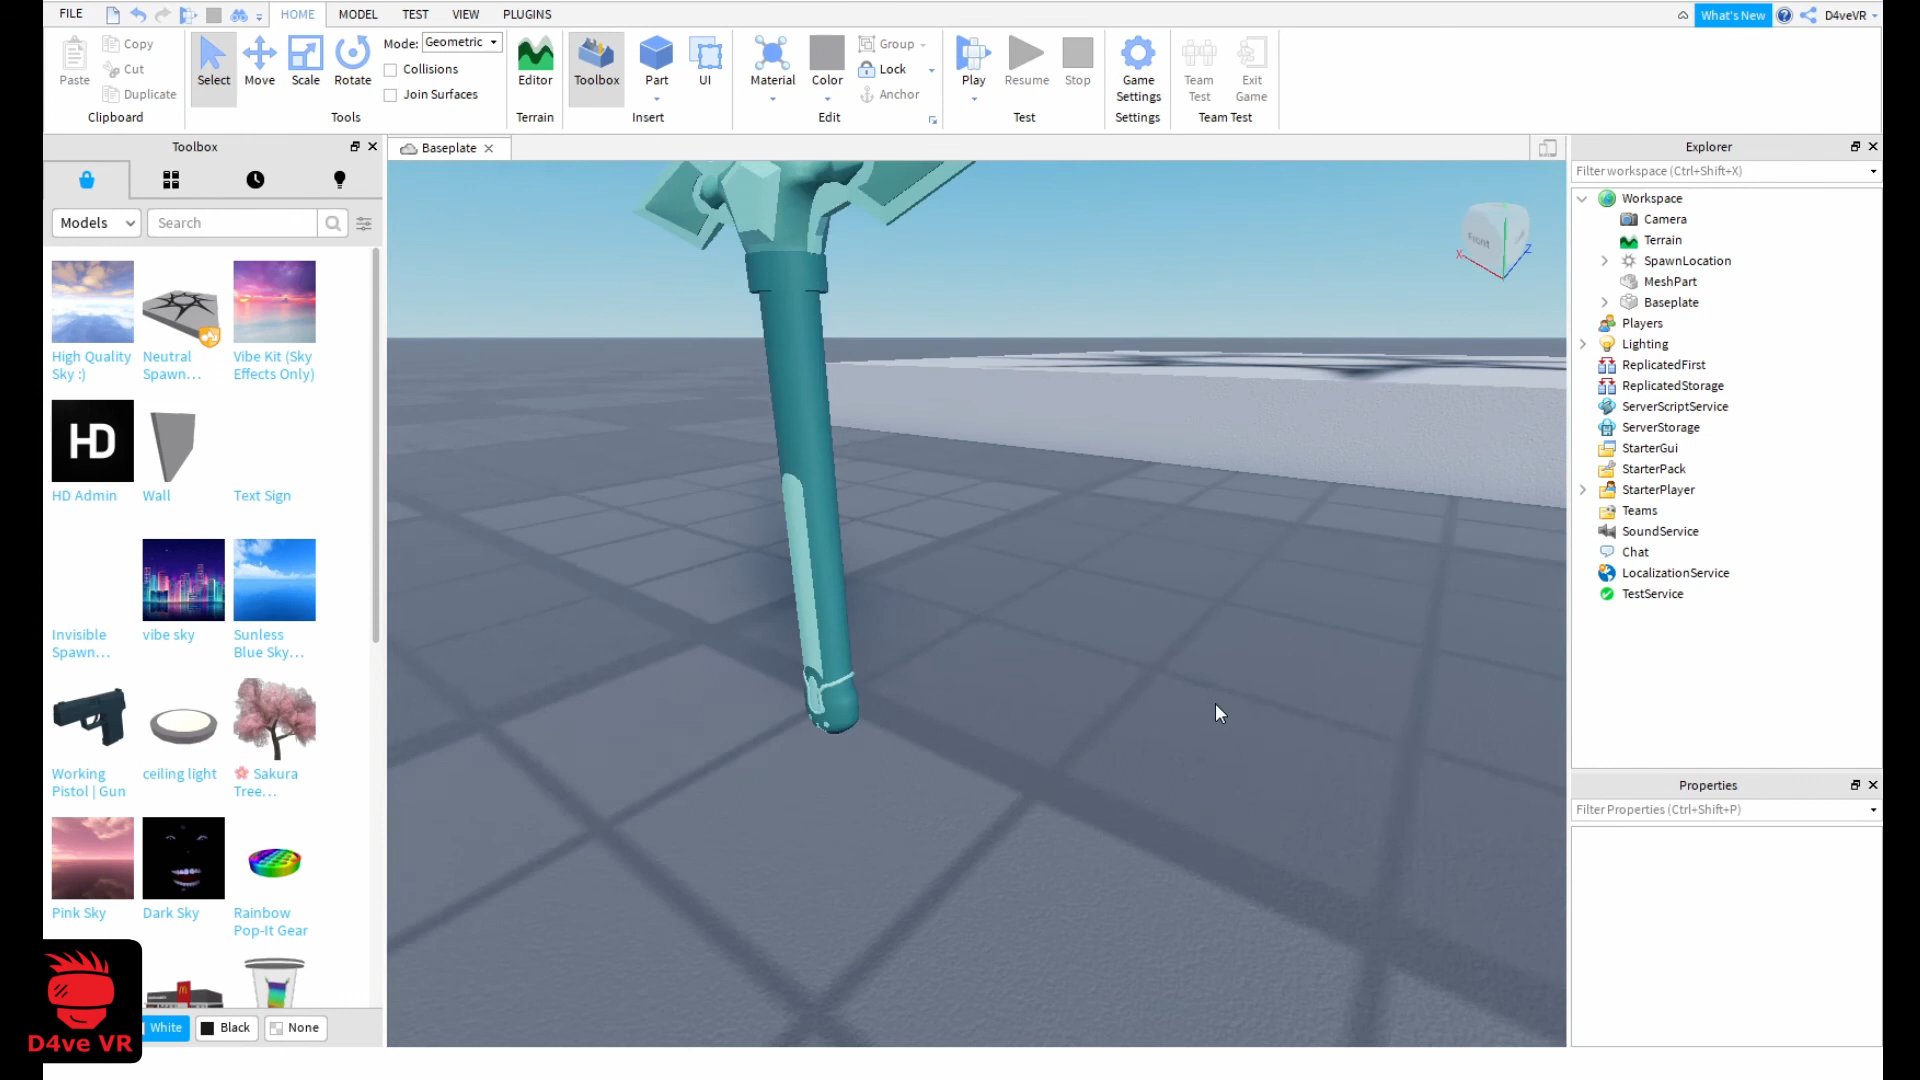 FILE HOME MODEL TEST VIEW PLUGINS What's New D4veVR
Paste Copy Cut Duplicate
Clipboard
Select Move Scale Rotate
Mode: Geometric
Collisions
Join Surfaces
Tools
Editor
Terrain
Toolbox Part UI
Insert
Material Color
Group
Lock
Anchor
Edit
Play Resume Stop
Test
Game
Settings
Settings
Team
Test
Exit
Game
Team Test
Toolbox
Models Search
High Quality
Sky :)
Neutral
Spawn...
Vibe Kit (Sky
Effects Only)
HD
HD Admin
Wall
Text Sign
Invisible
Spawn...
vibe sky
Sunless
Blue Sky...
Working
Pistol | Gun
ceiling light
🌸 Sakura
Tree...
Pink Sky
Dark Sky
Rainbow
Pop-It Gear
White Black None
D4ve VR
Baseplate
Front
X
Z
Explorer
Filter workspace (Ctrl+Shift+X)
Workspace
Camera
Terrain
SpawnLocation
MeshPart
Baseplate
Players
Lighting
ReplicatedFirst
ReplicatedStorage
ServerScriptService
ServerStorage
StarterGui
StarterPack
StarterPlayer
Teams
SoundService
Chat
LocalizationService
TestService
Properties
Filter Properties (Ctrl+Shift+P)